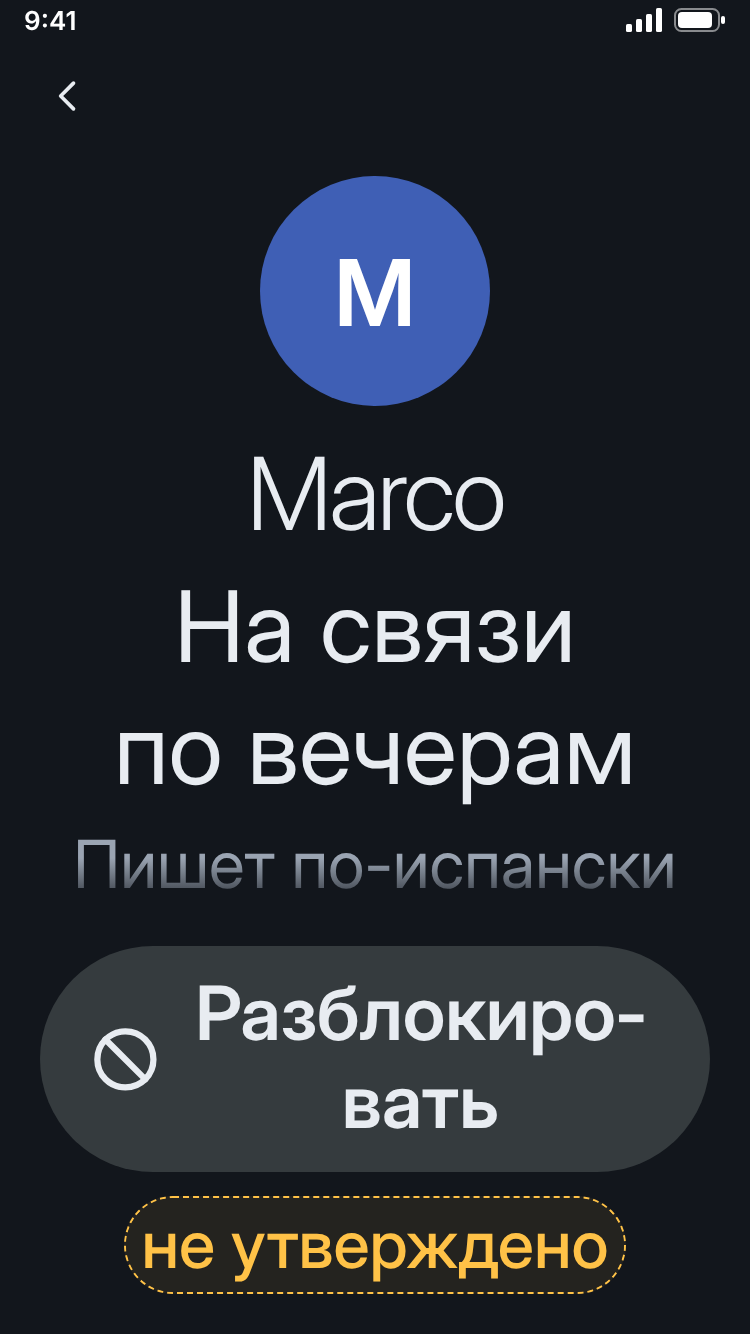 9:41
M
Marco
На связи
по вечерам
Пишет по-испански
Разблокиро-
вать
не утверждено